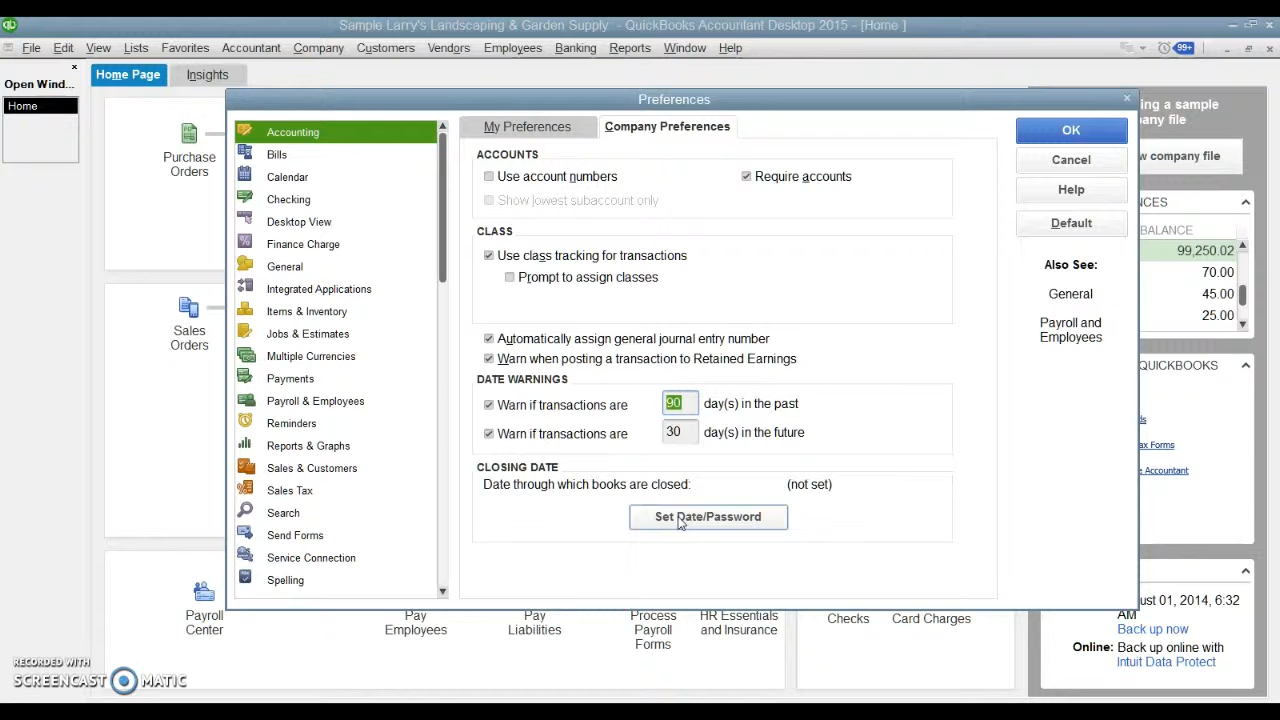 Sample Larry's Landscaping & Garden Supply - QuickBooks Accountant Desktop 2015 - [Home ]
File Edit View Lists Favorites Accountant Company Customers Vendors Employees Banking Reports Window Help 99+
Open Wind...
Home
Home Page Insights
Purchase
Orders
Sales
Orders
Payroll
Center
Pay
Employees
Pay
Liabilities
Process
Payroll
Forms
HR Essentials
and Insurance
Checks
Card Charges
Preferences
Accounting
Bills
Calendar
Checking
Desktop View
Finance Charge
General
Integrated Applications
Items & Inventory
Jobs & Estimates
Multiple Currencies
Payments
Payroll & Employees
Reminders
Reports & Graphs
Sales & Customers
Sales Tax
Search
Send Forms
Service Connection
Spelling
My Preferences Company Preferences
ACCOUNTS
Use account numbers Require accounts
Show lowest subaccount only
CLASS
Use class tracking for transactions
Prompt to assign classes
Automatically assign general journal entry number
Warn when posting a transaction to Retained Earnings
DATE WARNINGS
Warn if transactions are 90 day(s) in the past
Warn if transactions are 30 day(s) in the future
CLOSING DATE
Date through which books are closed: (not set)
Set Date/Password
OK
Cancel
Help
Default
Also See:
General
Payroll and
Employees
ing a sample
any file
w company file
NCES
BALANCE
99,250.02
70.00
45.00
25.00
QUICKBOOKS
ds
ax Forms
Accountant
ust 01, 2014, 6:32
AM
Back up now
Online: Back up online with
Intuit Data Protect
RECORDED WITH
SCREENCAST MATIC